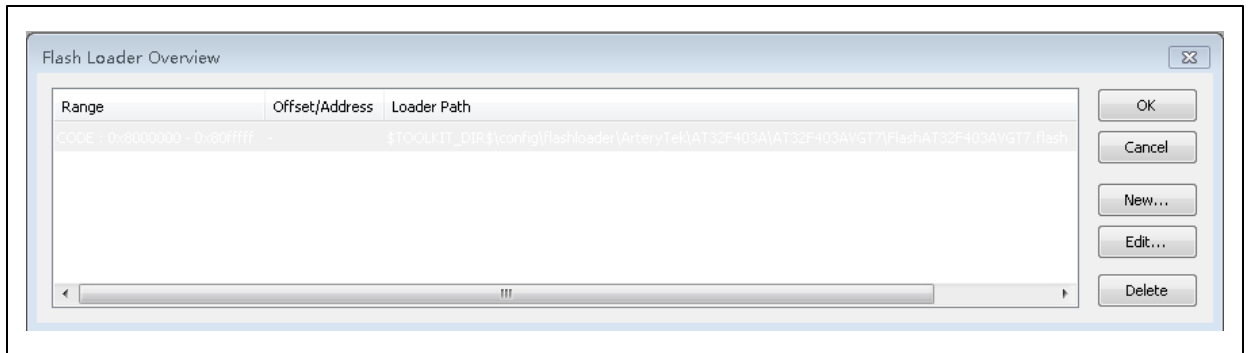 Flash Loader Overview
Range Offset/Address Loader Path
CODE : 0x8000000 - 0x80fffff - $TOOLKIT_DIR$\config\flashloader\ArteryTek\AT32F403A\AT32F403AVGT7\FlashAT32F403AVGT7.flash
OK
Cancel
New...
Edit...
Delete